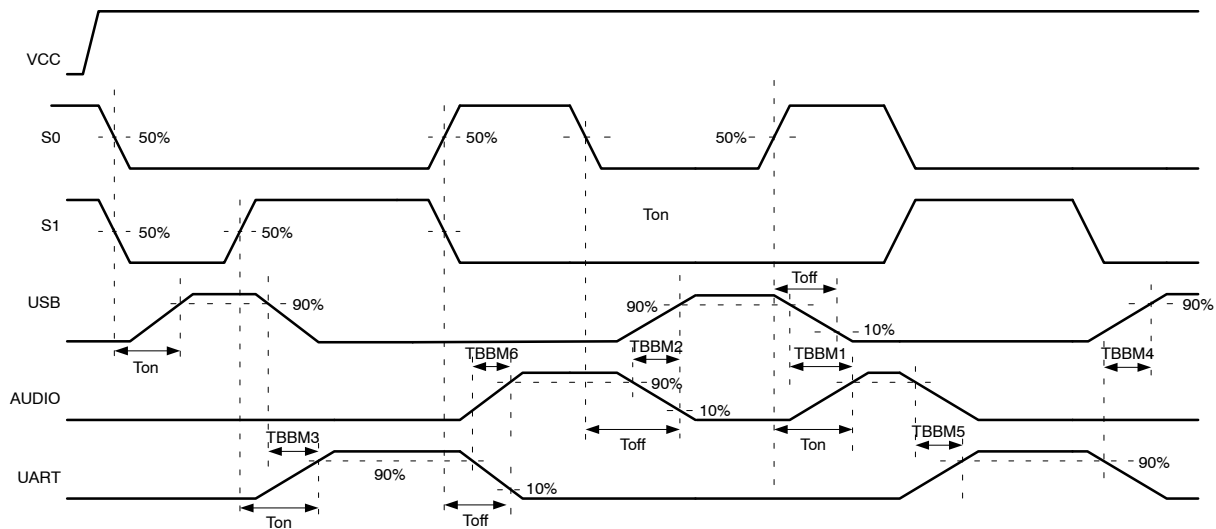 VCC
S0
50%
50%
50%
S1
50%
50%
Ton
USB
90%
90%
Toff
10%
90%
Ton
TBBM6
TBBM2
TBBM1
TBBM4
AUDIO
90%
10%
Toff
Ton
TBBM3
TBBM5
UART
90%
10%
90%
Ton
Toff